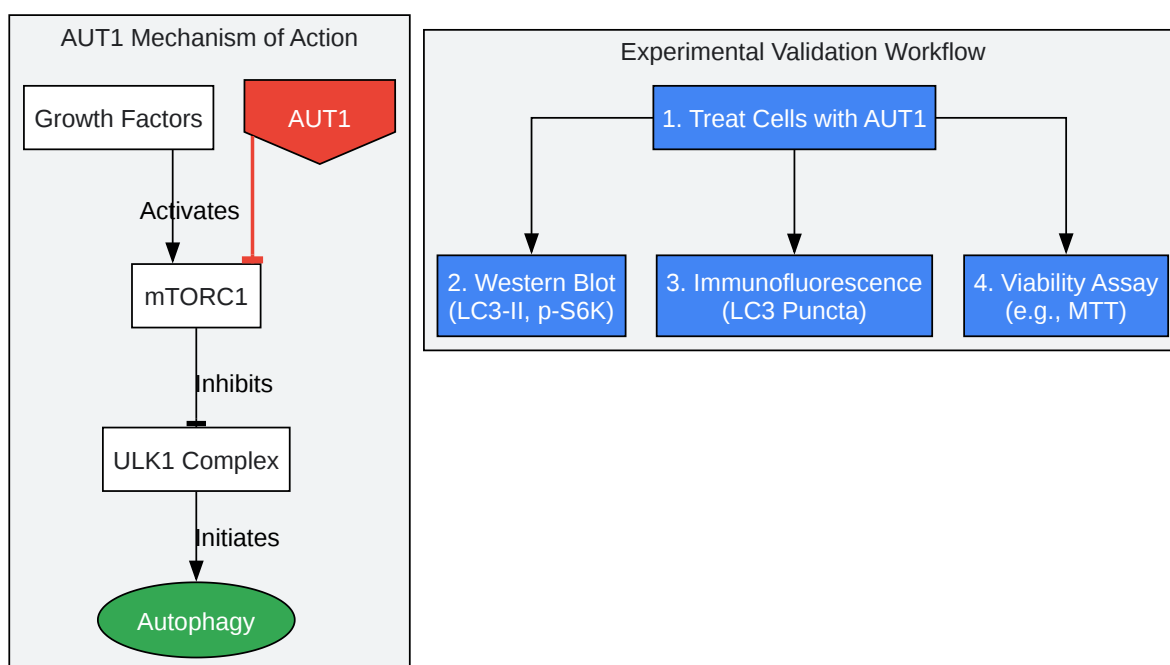 AUT1 Mechanism of Action
Growth Factors
AUT1
Activates
mTORC1
Inhibits
ULK1 Complex
Initiates
Autophagy
Experimental Validation Workflow
1. Treat Cells with AUT1
2. Western Blot
(LC3-II, p-S6K)
3. Immunofluorescence
(LC3 Puncta)
4. Viability Assay
(e.g., MTT)